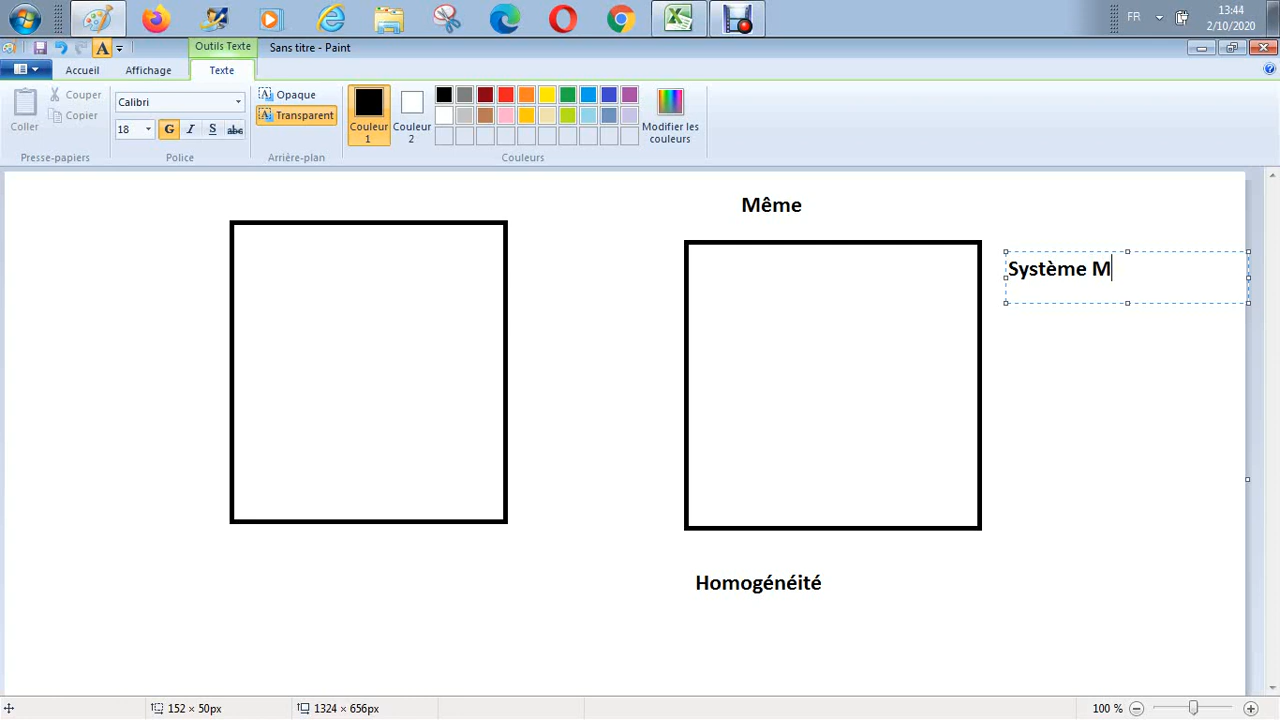 FR
13:44
2/10/2020
Outils Texte
Sans titre - Paint
Accueil
Affichage
Texte
Coller
Couper
Copier
Presse-papiers
Calibri
18
G I S abc
Police
Opaque
Transparent
Arrière-plan
Couleur 1
Couleur 2
Modifier les couleurs
Couleurs
Même
Système M
Homogénéité
152 × 50px
1324 × 656px
100 %